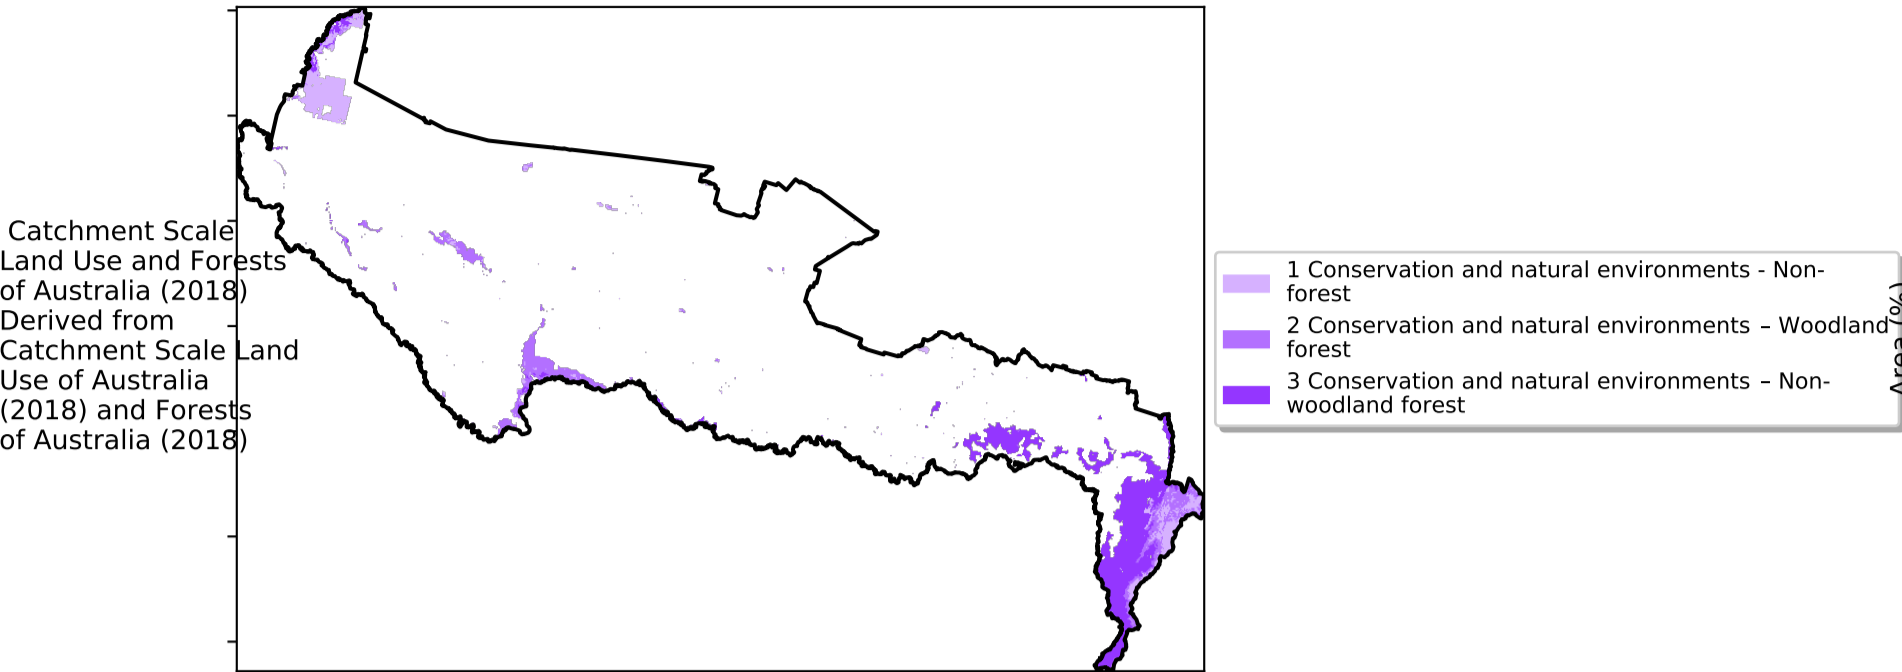 Catchment Scale
Land Use and Forests
of Australia (2018)
Derived from
Catchment Scale Land
Use of Australia
(2018) and Forests
of Australia (2018)
1 Conservation and natural environments - Non-
forest
2 Conservation and natural environments – Woodland
forest
3 Conservation and natural environments – Non-
woodland forest